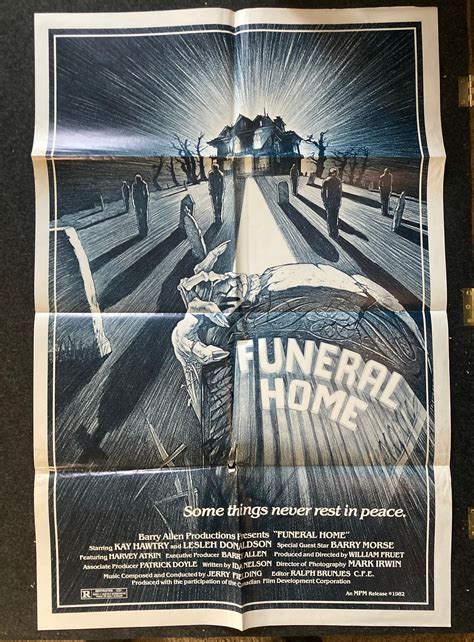 FUNERAL
HOME
Some things never rest in peace.
Barry Allen Productions Presents "FUNERAL HOME"
Starring KAY HAWTRY and LESLEH DONALDSON Special Guest Star BARRY MORSE
Featuring HARVEY ATKIN Executive Producer BARRY ALLEN Produced and Directed by WILLIAM FRUET
Associate Producer PATRICK DOYLE Written by IDA NELSON Director of Photography MARK IRWIN
Music Composed and Conducted by JERRY FIELDING Editor RALPH BRUNJES C.F.E.
Produced with the participation of the Canadian Film Development Corporation
R RESTRICTED
An MPM Release ©1982